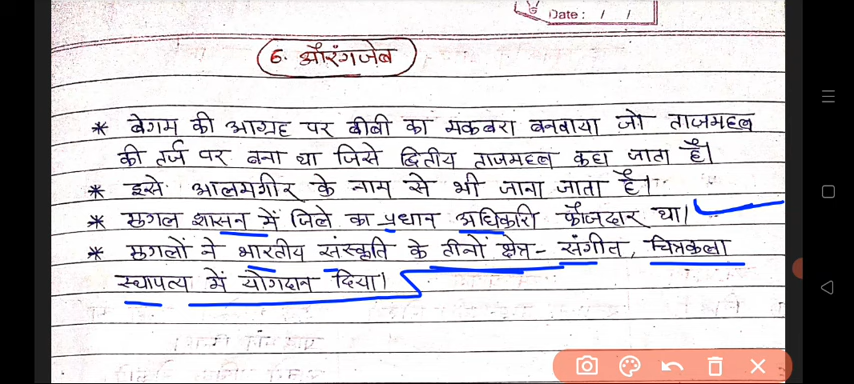 Date : / /
6. औरंगजेब
* बेगम की आग्रह पर बीबी का मकबरा बनवाया जो ताजमहल
की तर्ज पर बना था जिसे द्वितीय ताजमहल कहा जाता है।
* इसे आलमगीर के नाम से भी जाना जाता है।
* मुगल शासन में जिले का प्रधान अधिकारी फौजदार था।
* मुगलों ने भारतीय संस्कृति के तीनों क्षेत्र - संगीत, चित्रकला
स्थापत्य में योगदान दिया।